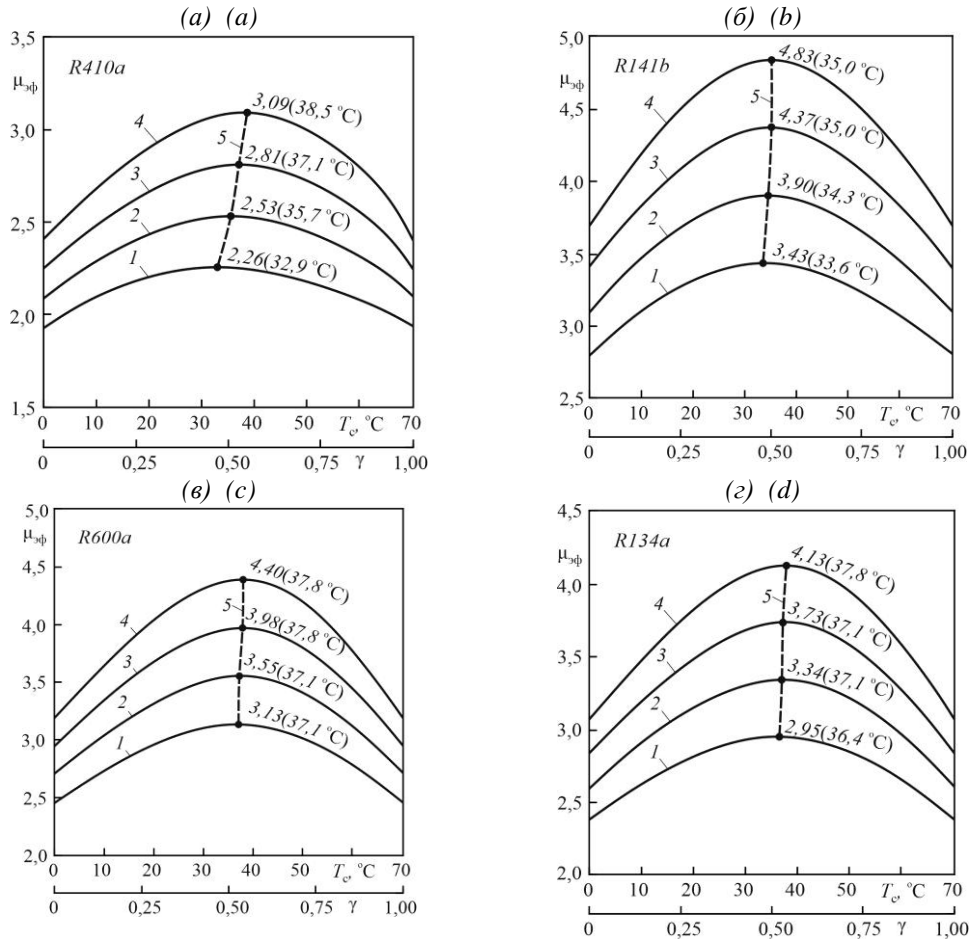 (а) (a)
3,5
μэф
R410a
3,09(38,5 °C)
4
3,0
5
2,81(37,1 °C)
3
2
2,53(35,7 °C)
2,5
1
2,26(32,9 °C)
2,0
1,5
0 10 20 30 40 50 Tc, °C 70
0 0,25 0,50 0,75 γ 1,00
(б) (b)
5,0
μэф
R141b
4,83(35,0 °C)
4
5
4,5
4,37(35,0 °C)
3
4,0
3,90(34,3 °C)
2
3,5
3,43(33,6 °C)
1
3,0
2,5
0 10 20 30 40 50 Tc, °C 70
0 0,25 0,50 0,75 γ 1,00
(в) (c)
5,0
μэф
R600a
4,40(37,8 °C)
4,5
4
5
3,98(37,8 °C)
4,0
3
3,55(37,1 °C)
3,5
2
3,13(37,1 °C)
1
3,0
2,5
2,0
0 10 20 30 40 50 Tc, °C 70
0 0,25 0,50 0,75 γ 1,00
(г) (d)
4,5
μэф
R134a
4,13(37,8 °C)
4,0
4
5
3,73(37,1 °C)
3
3,5
3,34(37,1 °C)
2
3,0
2,95(36,4 °C)
1
2,5
2,0
0 10 20 30 40 50 Tc, °C 70
0 0,25 0,50 0,75 γ 1,00